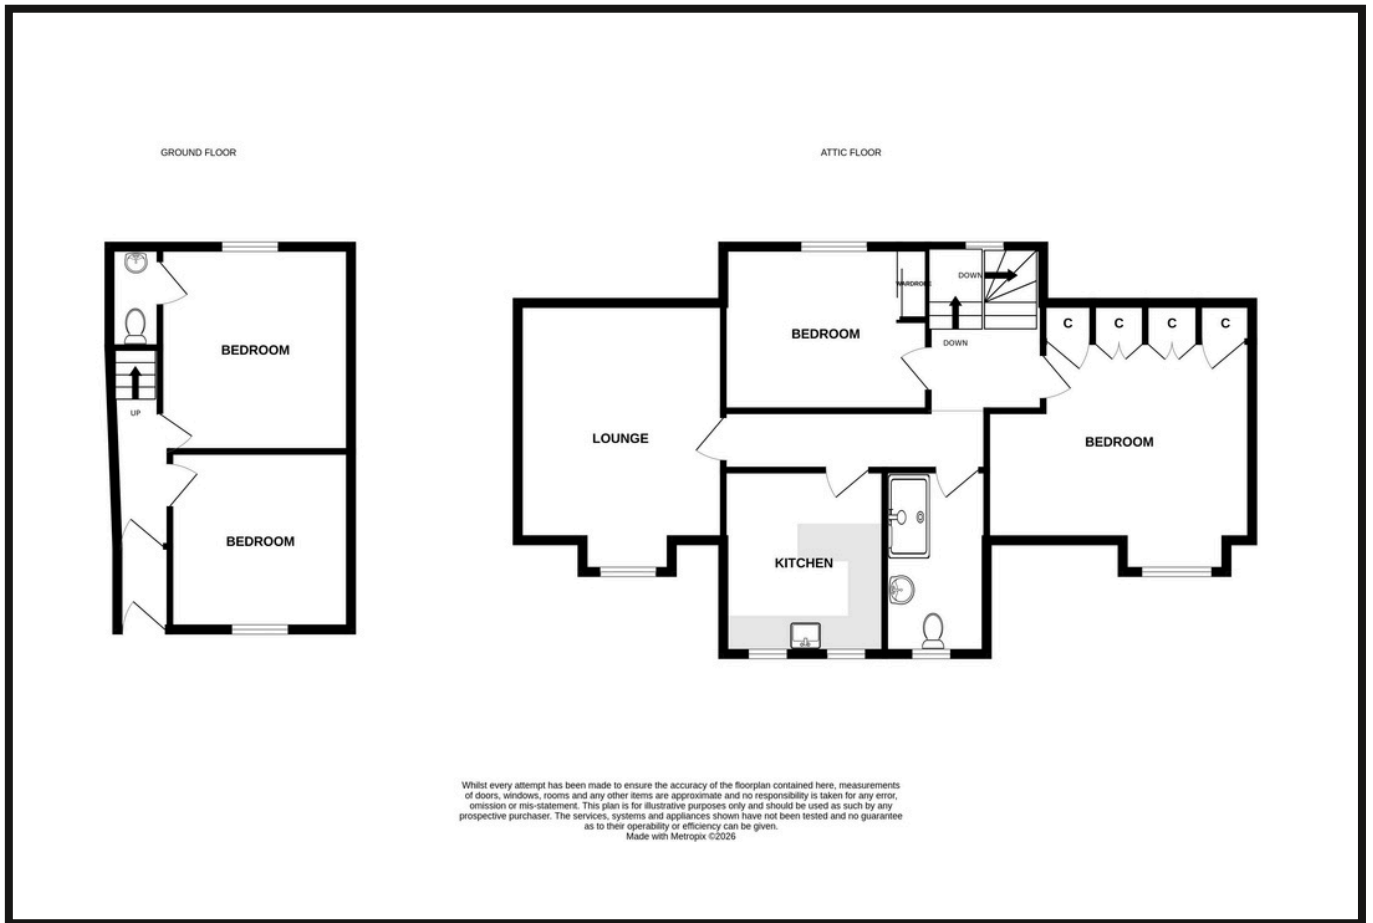 GROUND FLOOR
ATTIC FLOOR
BEDROOM
UP
BEDROOM
LOUNGE
BEDROOM
WARDROBE
DOWN
DOWN
C
C
C
C
BEDROOM
KITCHEN
Whilst every attempt has been made to ensure the accuracy of the floorplan contained here, measurements
of doors, windows, rooms and any other items are approximate and no responsibility is taken for any error,
omission or mis-statement. This plan is for illustrative purposes only and should be used as such by any
prospective purchaser. The services, systems and appliances shown have not been tested and no guarantee
as to their operability or efficiency can be given.
Made with Metropix ©2026